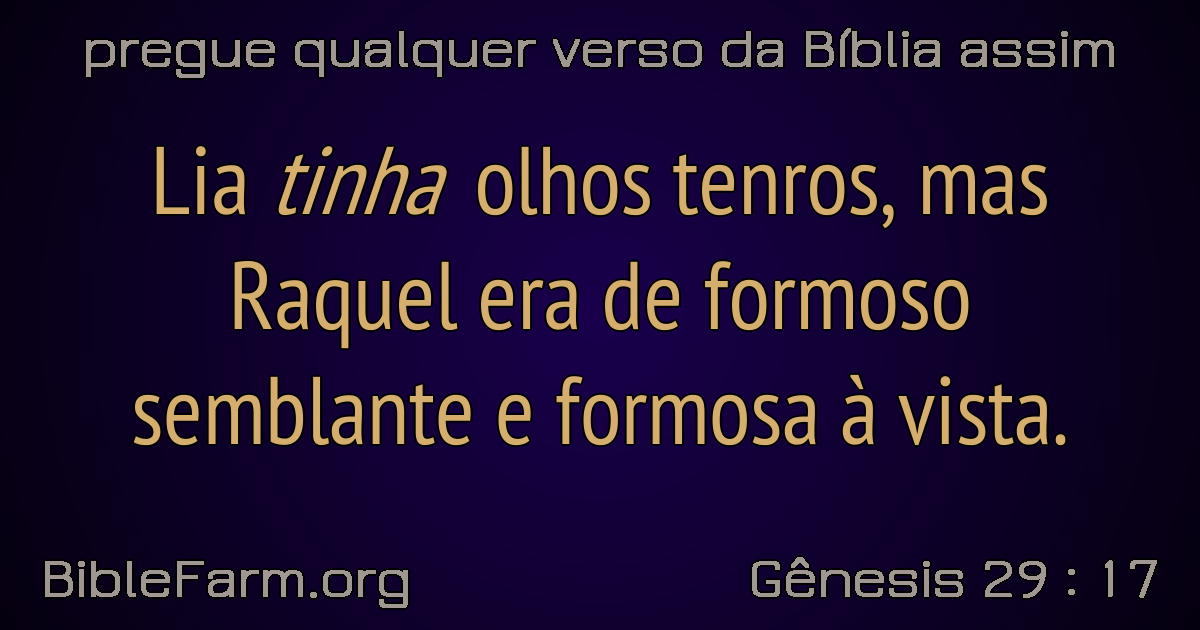 pregue qualquer verso da Bíblia assim
Lia tinha olhos tenros, mas
Raquel era de formoso
semblante e formosa à vista.
BibleFarm.org
Gênesis 29 : 17